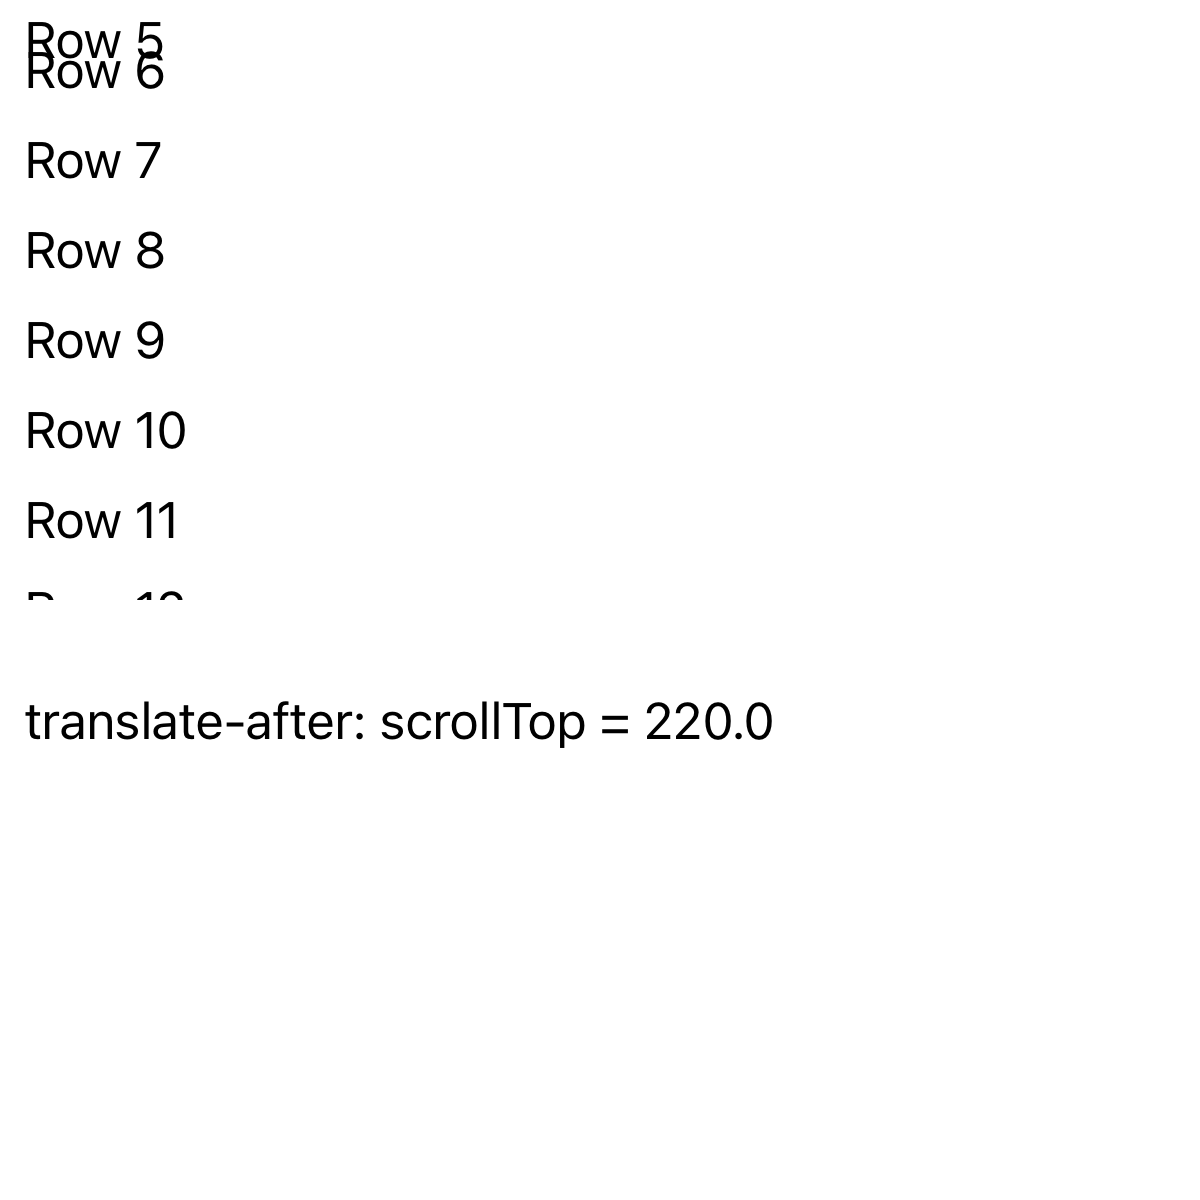 Row 5
Row 6
Row 7
Row 8
Row 9
Row 10
Row 11
translate-after: scrollTop = 220.0